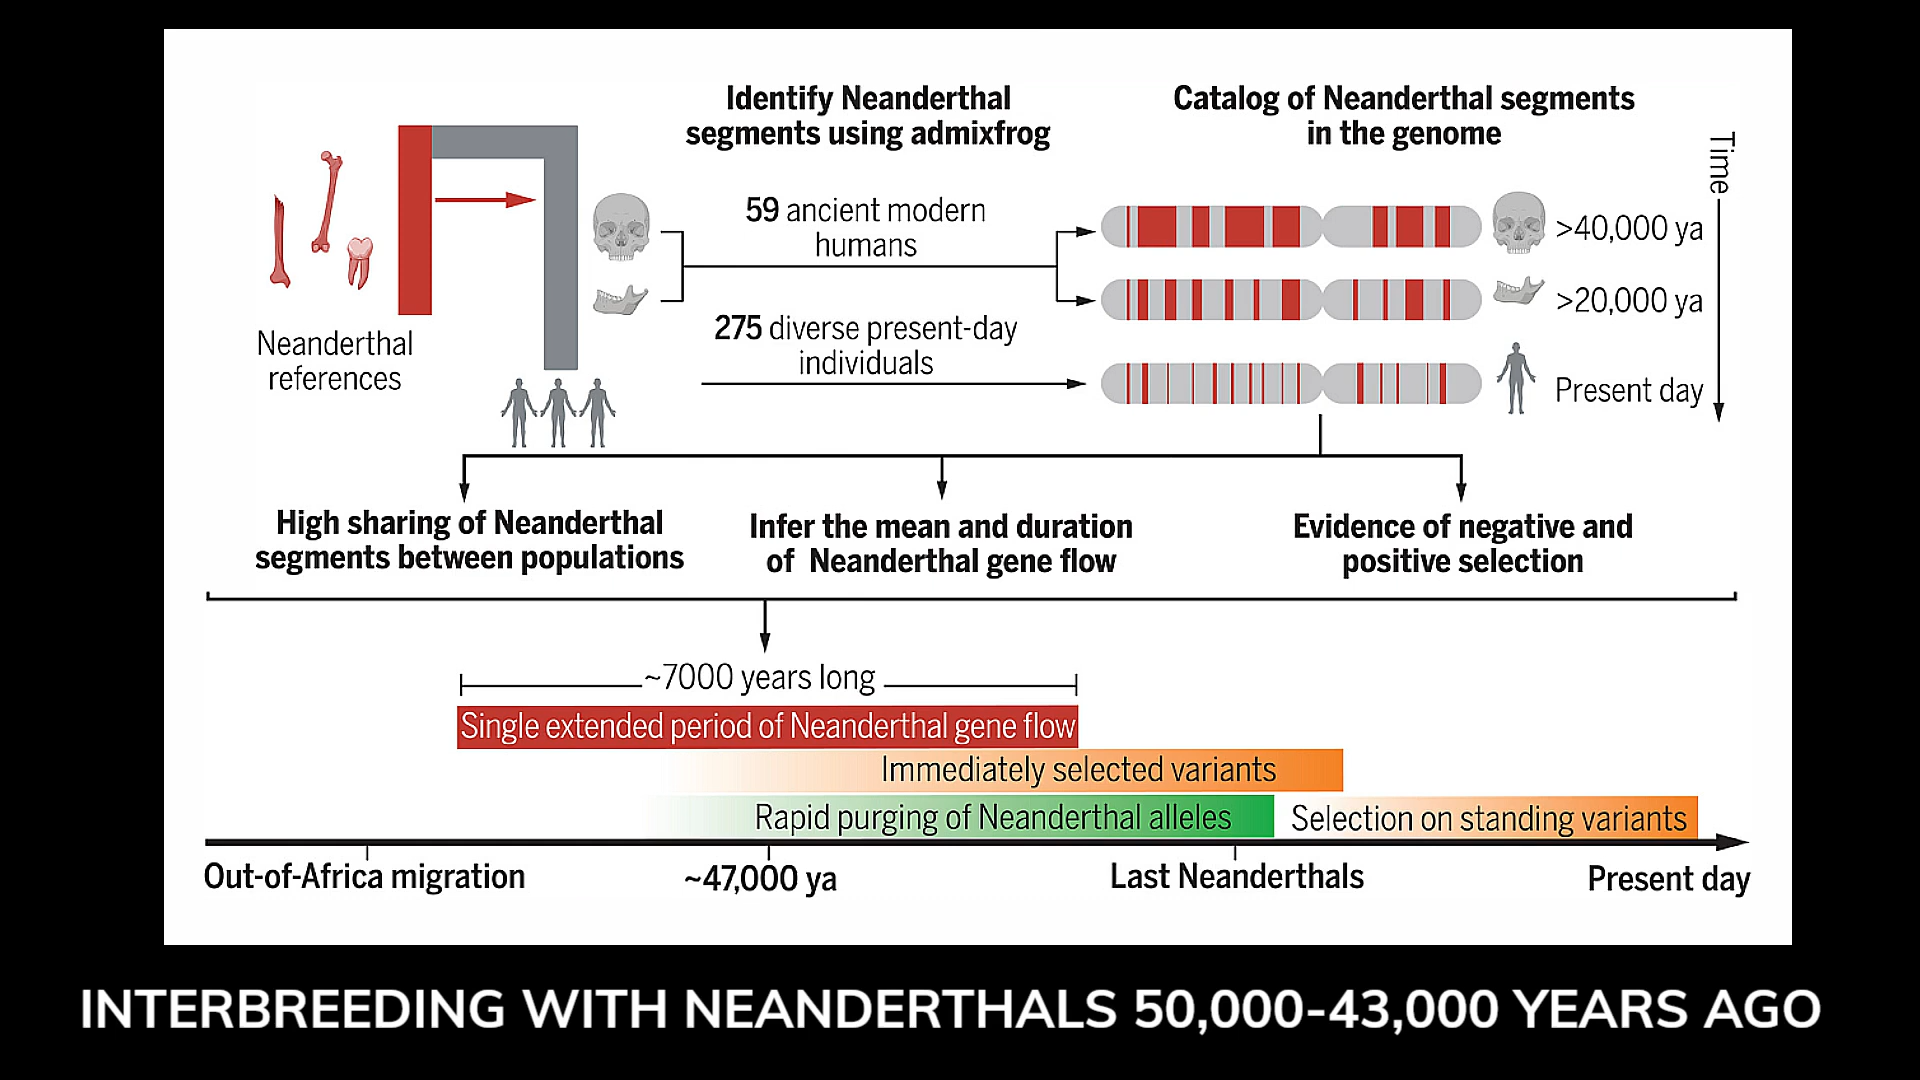 Identify Neanderthal
segments using admixfrog
Catalog of Neanderthal segments
in the genome
Time
59 ancient modern
humans
>40,000 ya
>20,000 ya
275 diverse present-day
individuals
Neanderthal
references
Present day
High sharing of Neanderthal
segments between populations
Infer the mean and duration
of Neanderthal gene flow
Evidence of negative and
positive selection
~7000 years long
Single extended period of Neanderthal gene flow
Immediately selected variants
Rapid purging of Neanderthal alleles
Selection on standing variants
Out-of-Africa migration
~47,000 ya
Last Neanderthals
Present day
INTERBREEDING WITH NEANDERTHALS 50,000-43,000 YEARS AGO